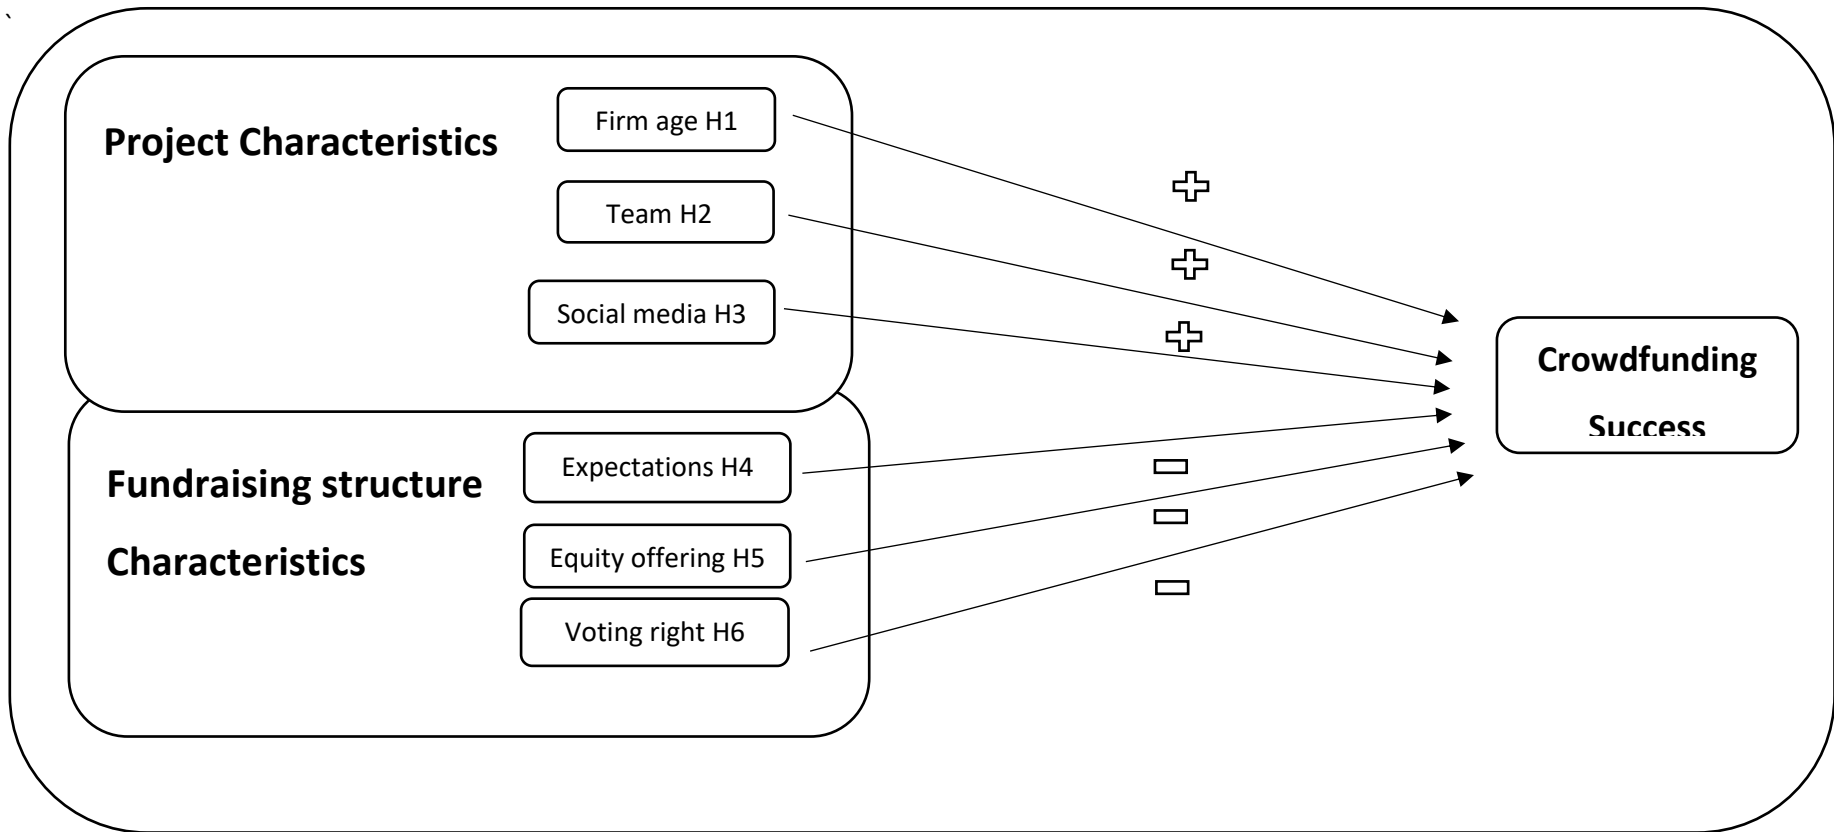 Project Characteristics
Firm age H1
Team H2
Social media H3
Fundraising structure
Characteristics
Expectations H4
Equity offering H5
Voting right H6
Crowdfunding
Success